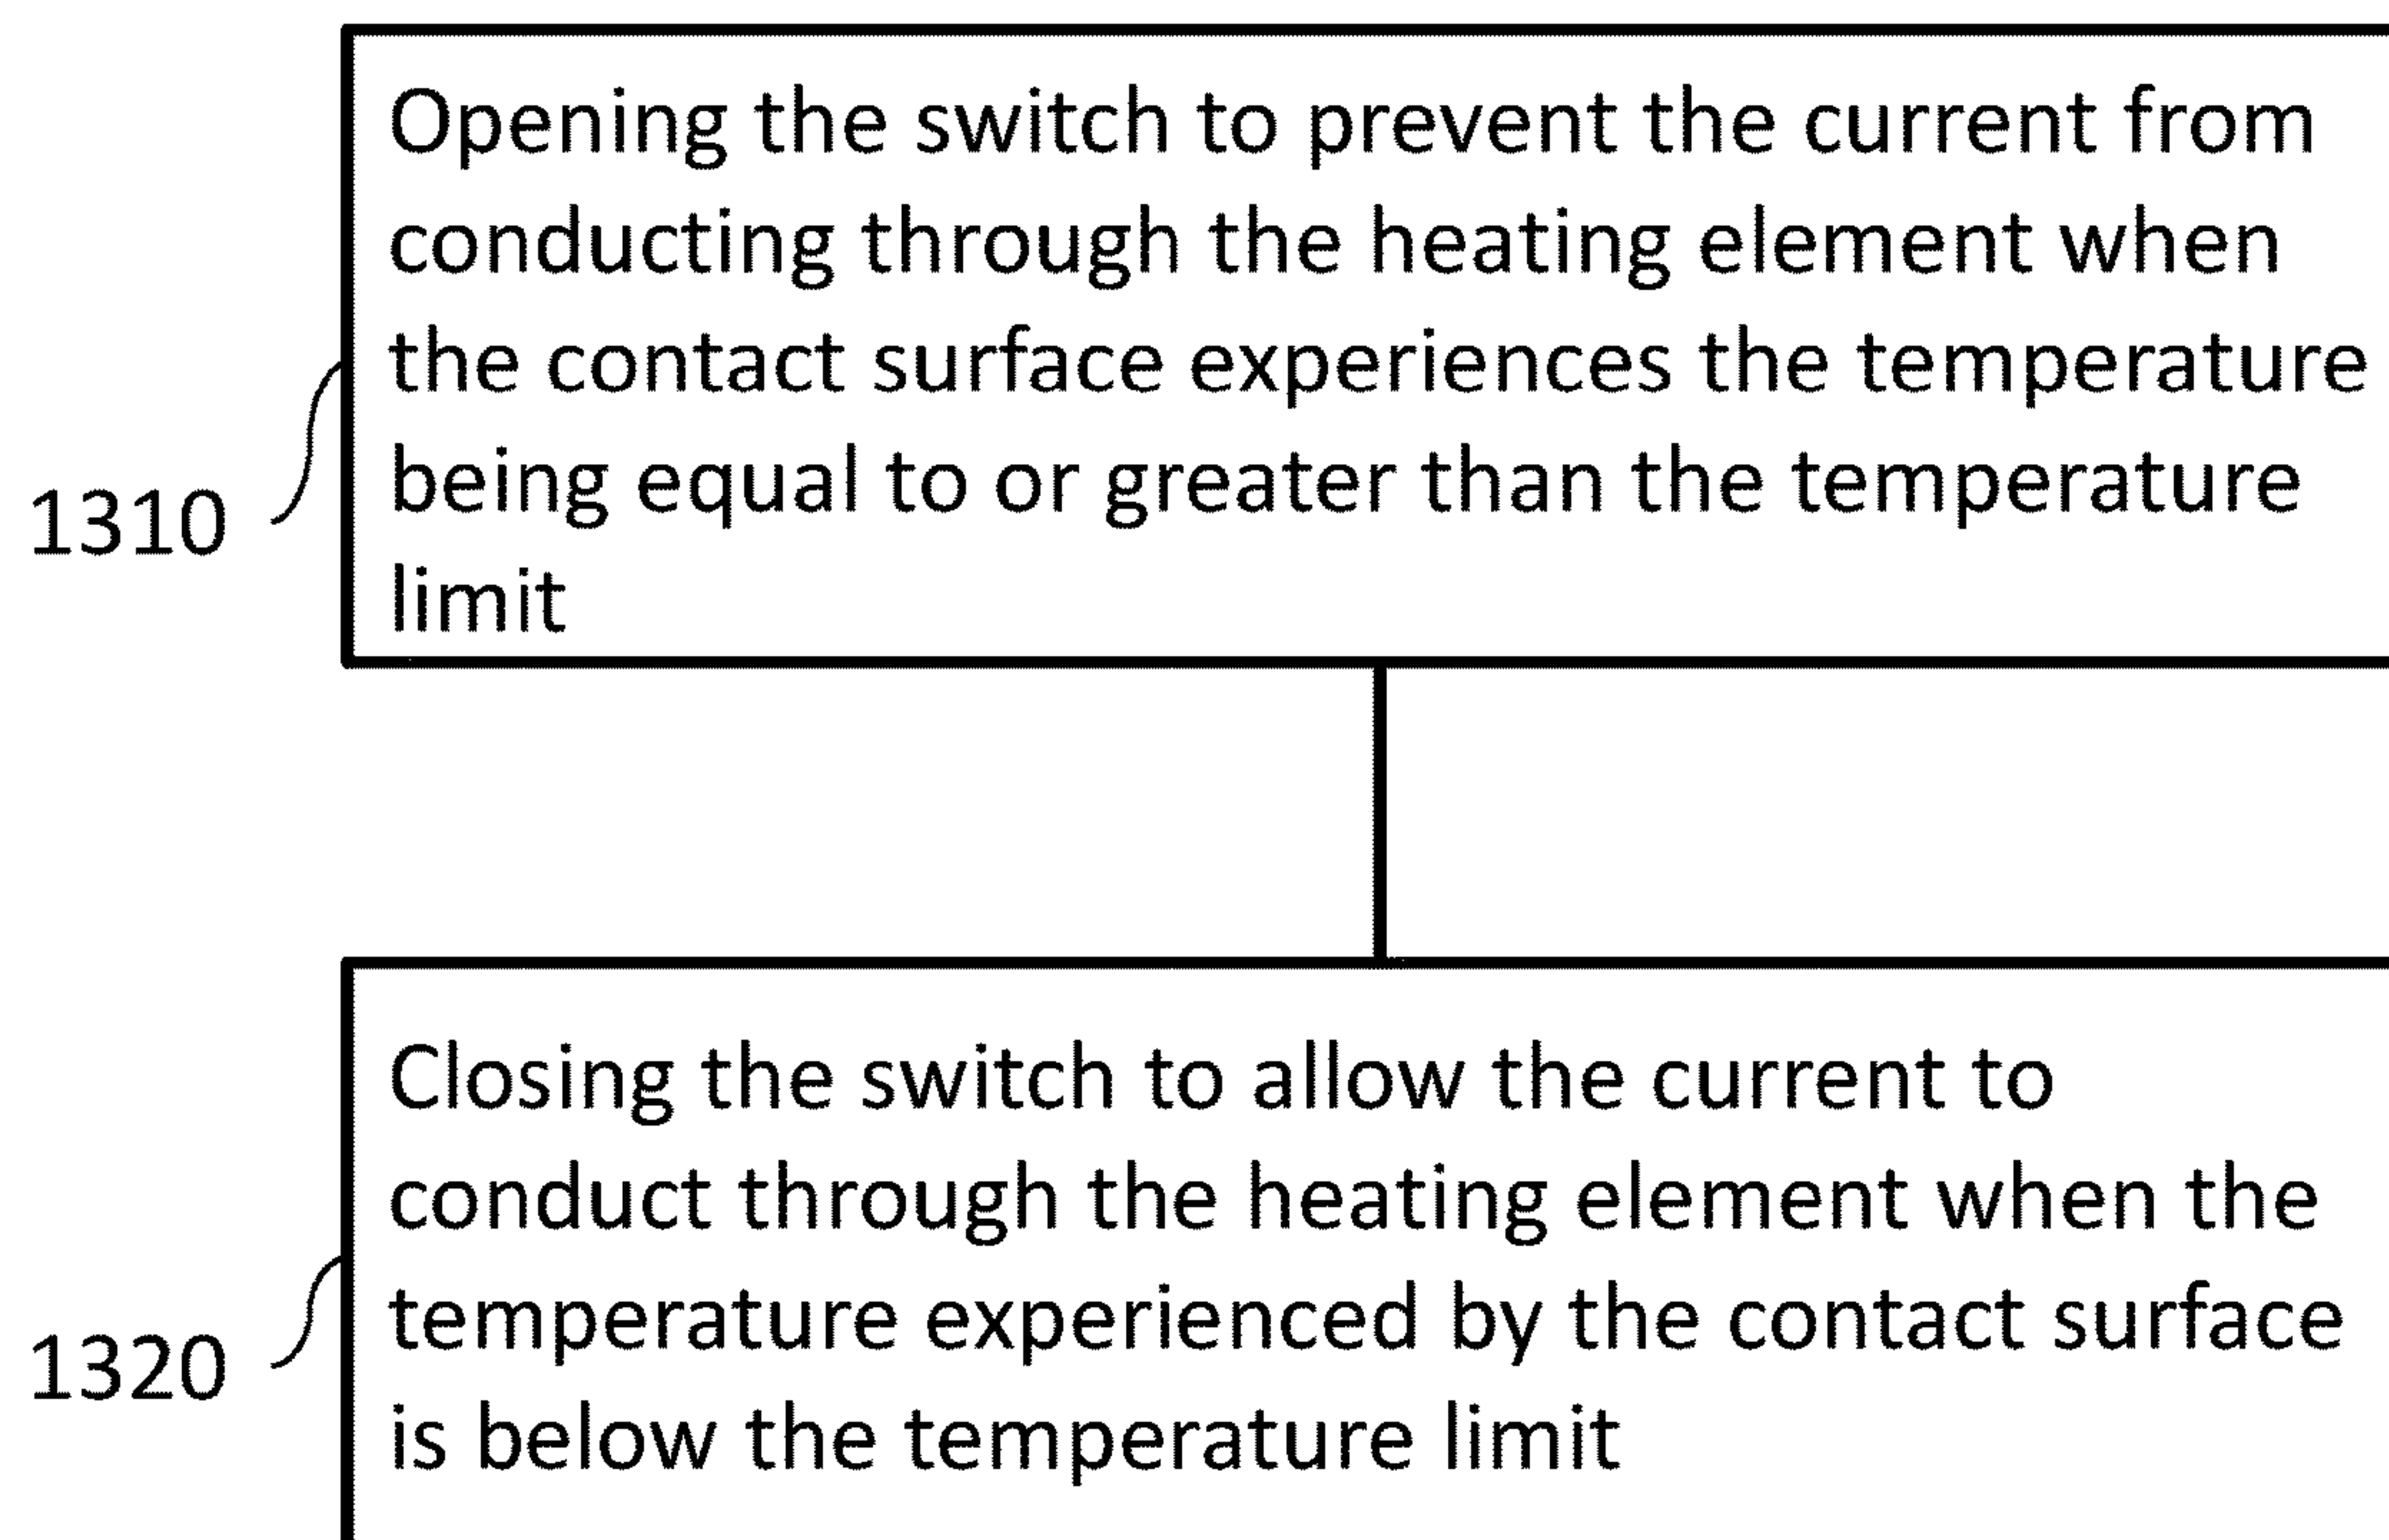 Opening the switch to prevent the current from
conducting through the heating element when
the contact surface experiences the temperature
being equal to or greater than the temperature
limit
1310
Closing the switch to allow the current to
conduct through the heating element when the
temperature experienced by the contact surface
is below the temperature limit
1320